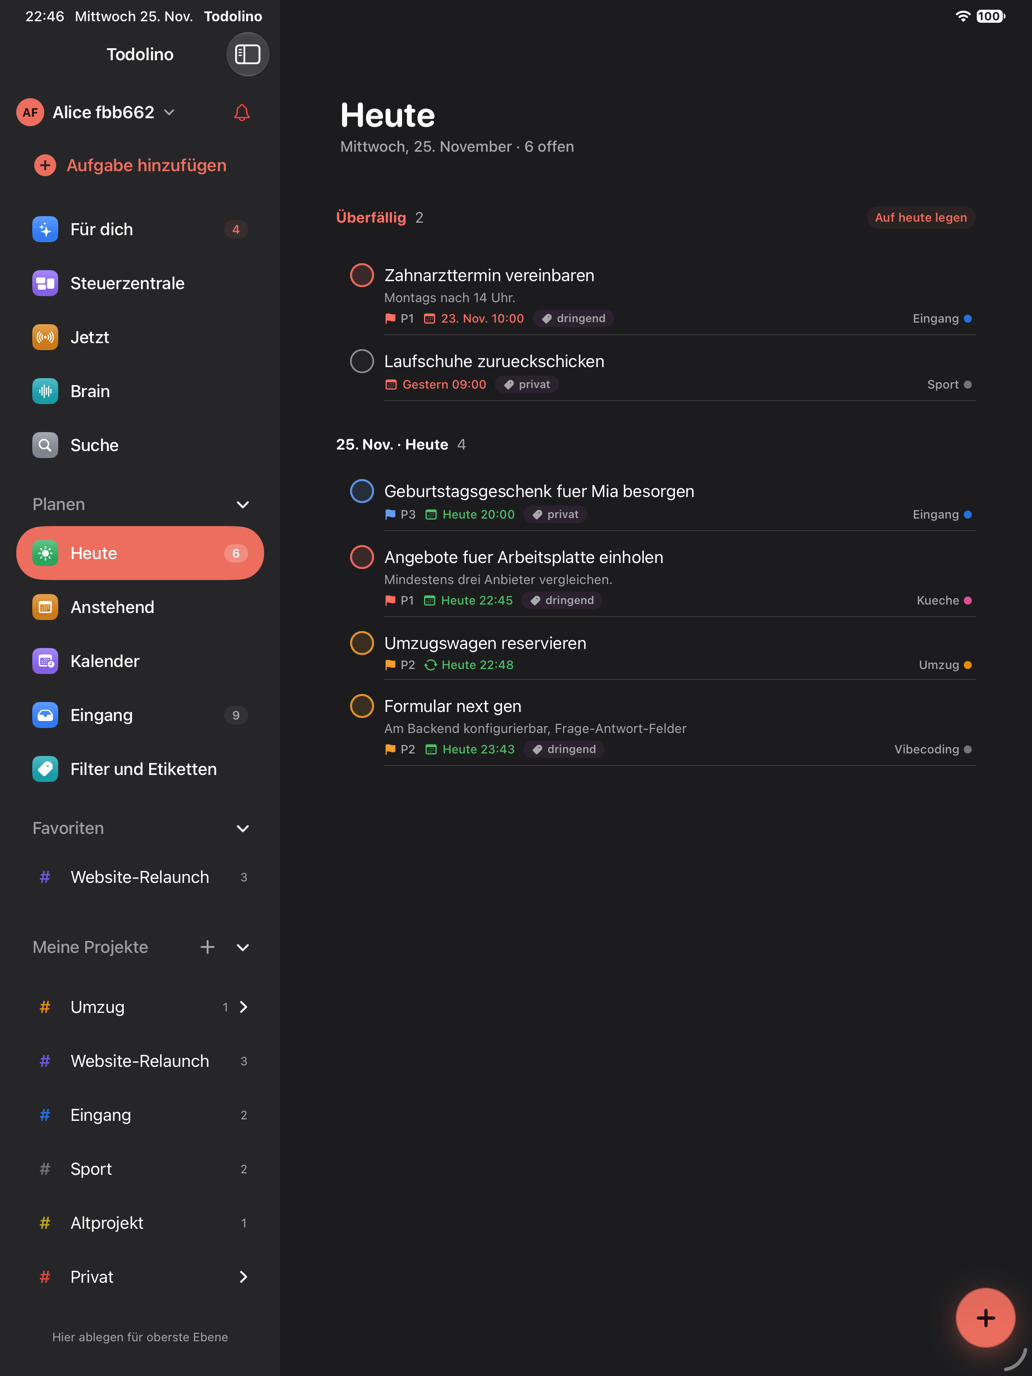 22:46 Mittwoch 25. Nov. Todolino
100
Todolino
AF Alice fbb662
Aufgabe hinzufügen
Für dich 4
Steuerzentrale
Jetzt
Brain
Suche
Planen
Heute 6
Anstehend
Kalender
Eingang 9
Filter und Etiketten
Favoriten
# Website-Relaunch 3
Meine Projekte
# Umzug 1
# Website-Relaunch 3
# Eingang 2
# Sport 2
# Altprojekt 1
# Privat
Hier ablegen für oberste Ebene
Heute
Mittwoch, 25. November · 6 offen
Überfällig 2 Auf heute legen
Zahnarzttermin vereinbaren
Montags nach 14 Uhr.
P1 23. Nov. 10:00 dringend Eingang
Laufschuhe zurueckschicken
Gestern 09:00 privat Sport
25. Nov. · Heute 4
Geburtstagsgeschenk fuer Mia besorgen
P3 Heute 20:00 privat Eingang
Angebote fuer Arbeitsplatte einholen
Mindestens drei Anbieter vergleichen.
P1 Heute 22:45 dringend Kueche
Umzugswagen reservieren
P2 Heute 22:48 Umzug
Formular next gen
Am Backend konfigurierbar, Frage-Antwort-Felder
P2 Heute 23:43 dringend Vibecoding